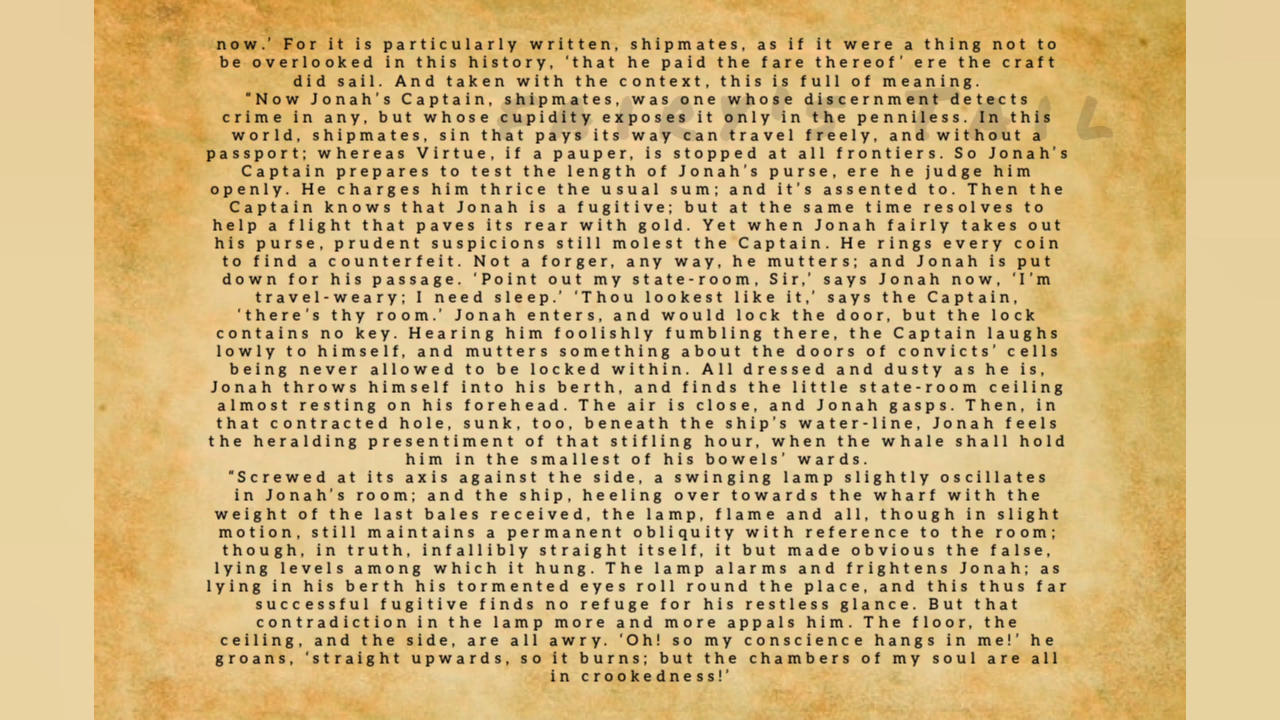 now.’ For it is particularly written, shipmates, as if it were a thing not to
be overlooked in this history, ‘that he paid the fare thereof’ ere the craft
did sail. And taken with the context, this is full of meaning.
“Now Jonah’s Captain, shipmates, was one whose discernment detects
crime in any, but whose cupidity exposes it only in the penniless. In this
world, shipmates, sin that pays its way can travel freely, and without a
passport; whereas Virtue, if a pauper, is stopped at all frontiers. So Jonah’s
Captain prepares to test the length of Jonah’s purse, ere he judge him
openly. He charges him thrice the usual sum; and it’s assented to. Then the
Captain knows that Jonah is a fugitive; but at the same time resolves to
help a flight that paves its rear with gold. Yet when Jonah fairly takes out
his purse, prudent suspicions still molest the Captain. He rings every coin
to find a counterfeit. Not a forger, any way, he mutters; and Jonah is put
down for his passage. ‘Point out my state-room, Sir,’ says Jonah now, ‘I’m
travel-weary; I need sleep.’ ‘Thou lookest like it,’ says the Captain,
‘there’s thy room.’ Jonah enters, and would lock the door, but the lock
contains no key. Hearing him foolishly fumbling there, the Captain laughs
lowly to himself, and mutters something about the doors of convicts’ cells
being never allowed to be locked within. All dressed and dusty as he is,
Jonah throws himself into his berth, and finds the little state-room ceiling
almost resting on his forehead. The air is close, and Jonah gasps. Then, in
that contracted hole, sunk, too, beneath the ship’s water-line, Jonah feels
the heralding presentiment of that stifling hour, when the whale shall hold
him in the smallest of his bowels’ wards.
“Screwed at its axis against the side, a swinging lamp slightly oscillates
in Jonah’s room; and the ship, heeling over towards the wharf with the
weight of the last bales received, the lamp, flame and all, though in slight
motion, still maintains a permanent obliquity with reference to the room;
though, in truth, infallibly straight itself, it but made obvious the false,
lying levels among which it hung. The lamp alarms and frightens Jonah; as
lying in his berth his tormented eyes roll round the place, and this thus far
successful fugitive finds no refuge for his restless glance. But that
contradiction in the lamp more and more appals him. The floor, the
ceiling, and the side, are all awry. ‘Oh! so my conscience hangs in me!’ he
groans, ‘straight upwards, so it burns; but the chambers of my soul are all
in crookedness!’